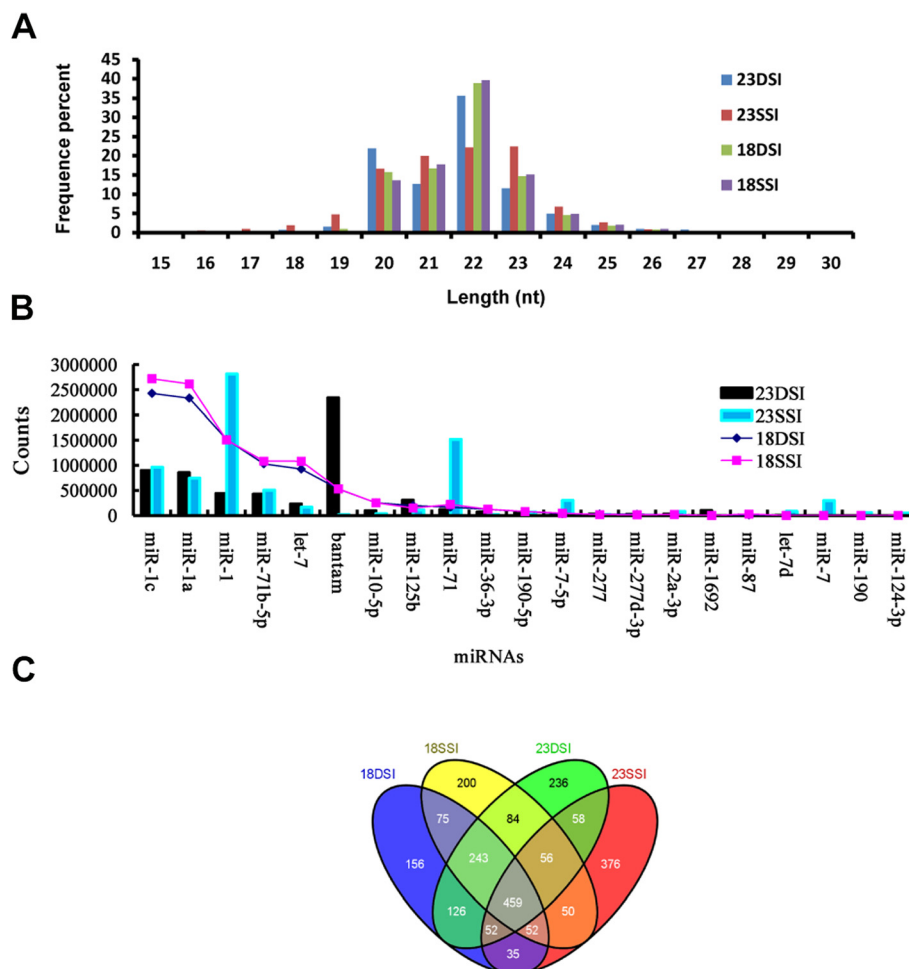 A
Frequence percent
45
40
35
30
25
20
15
10
5
0
23DSI
23SSI
18DSI
18SSI
15 16 17 18 19 20 21 22 23 24 25 26 27 28 29 30
Length (nt)
B
Counts
3000000
2500000
2000000
1500000
1000000
500000
0
23DSI
23SSI
18DSI
18SSI
miR-1c
miR-1a
miR-1
miR-71b-5p
let-7
bantam
miR-10-5p
miR-125b
miR-71
miR-36-3p
miR-190-5p
miR-7-5p
miR-277
miR-277d-3p
miR-2a-3p
miR-1692
miR-87
let-7d
miR-7
miR-190
miR-124-3p
miRNAs
C
18SSI 23DSI
18DSI 23SSI
200 236
75 84 58
156 243 56 376
459
126 50
52 52
35